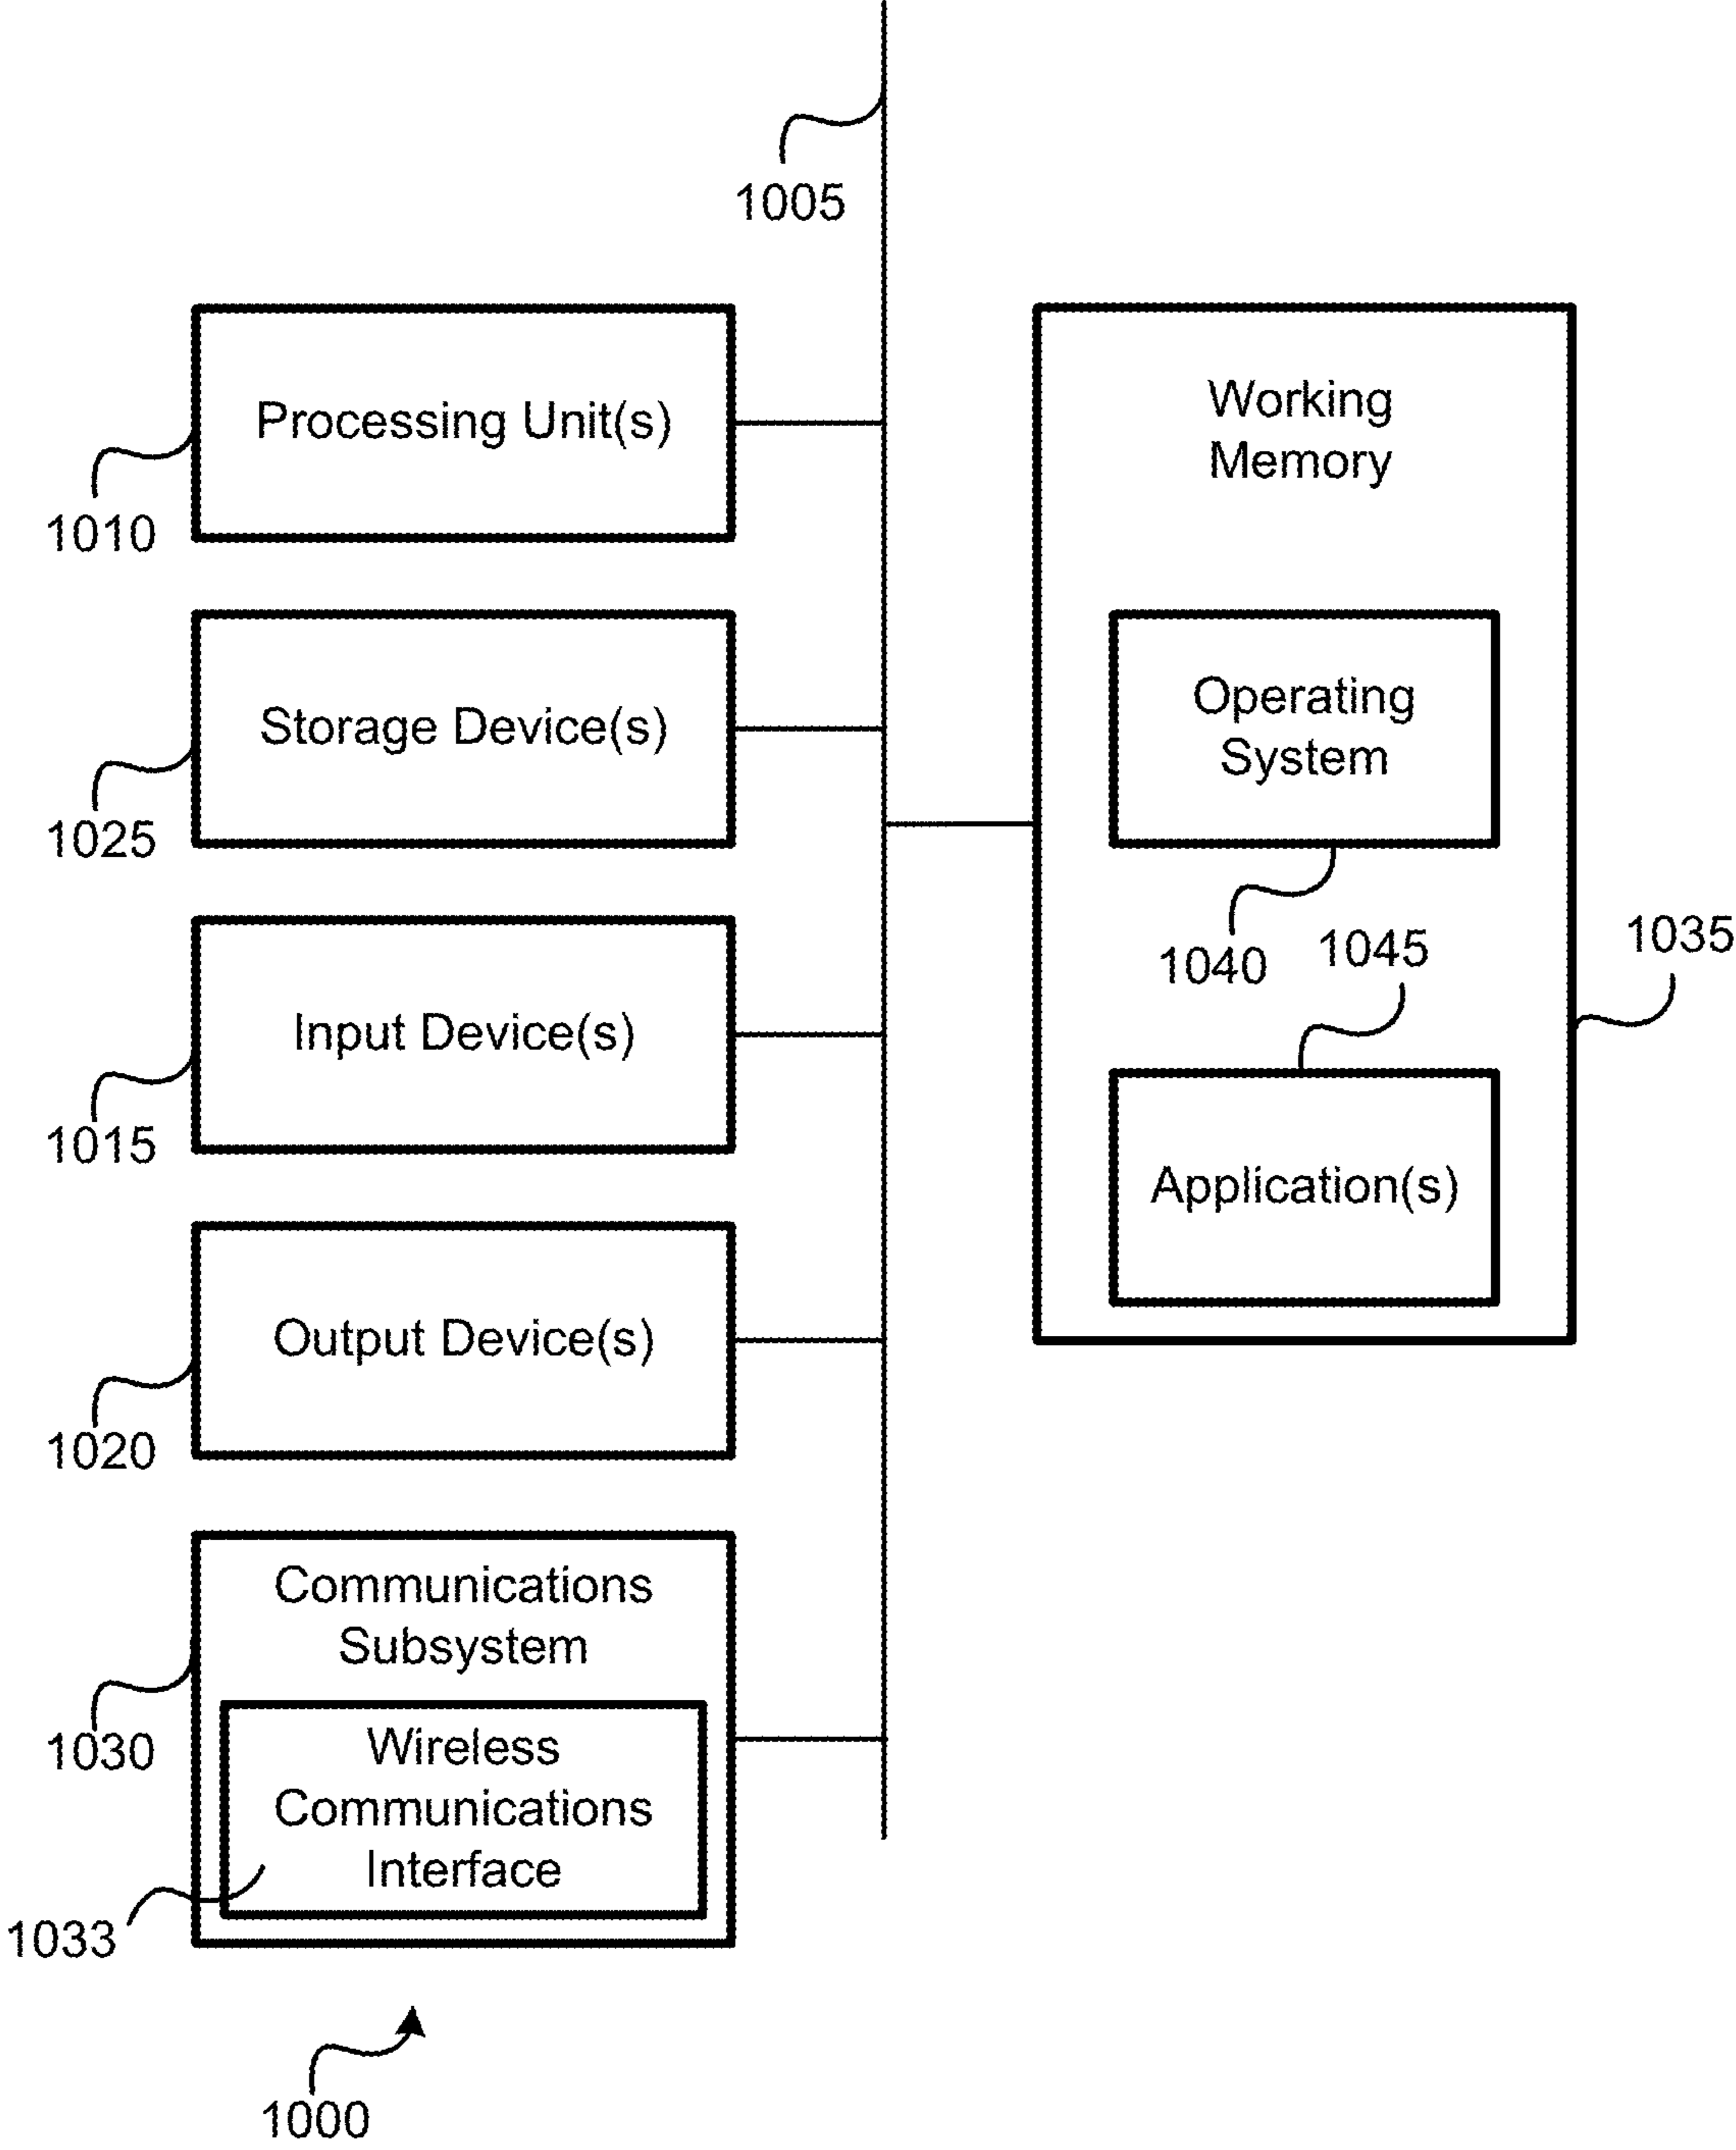 1005
Processing Unit(s)
1010
Storage Device(s)
1025
Input Device(s)
1015
Output Device(s)
1020
Communications
Subsystem
1030
Wireless
Communications
Interface
1033
1000
Working
Memory
Operating
System
1040
1045
1035
Application(s)